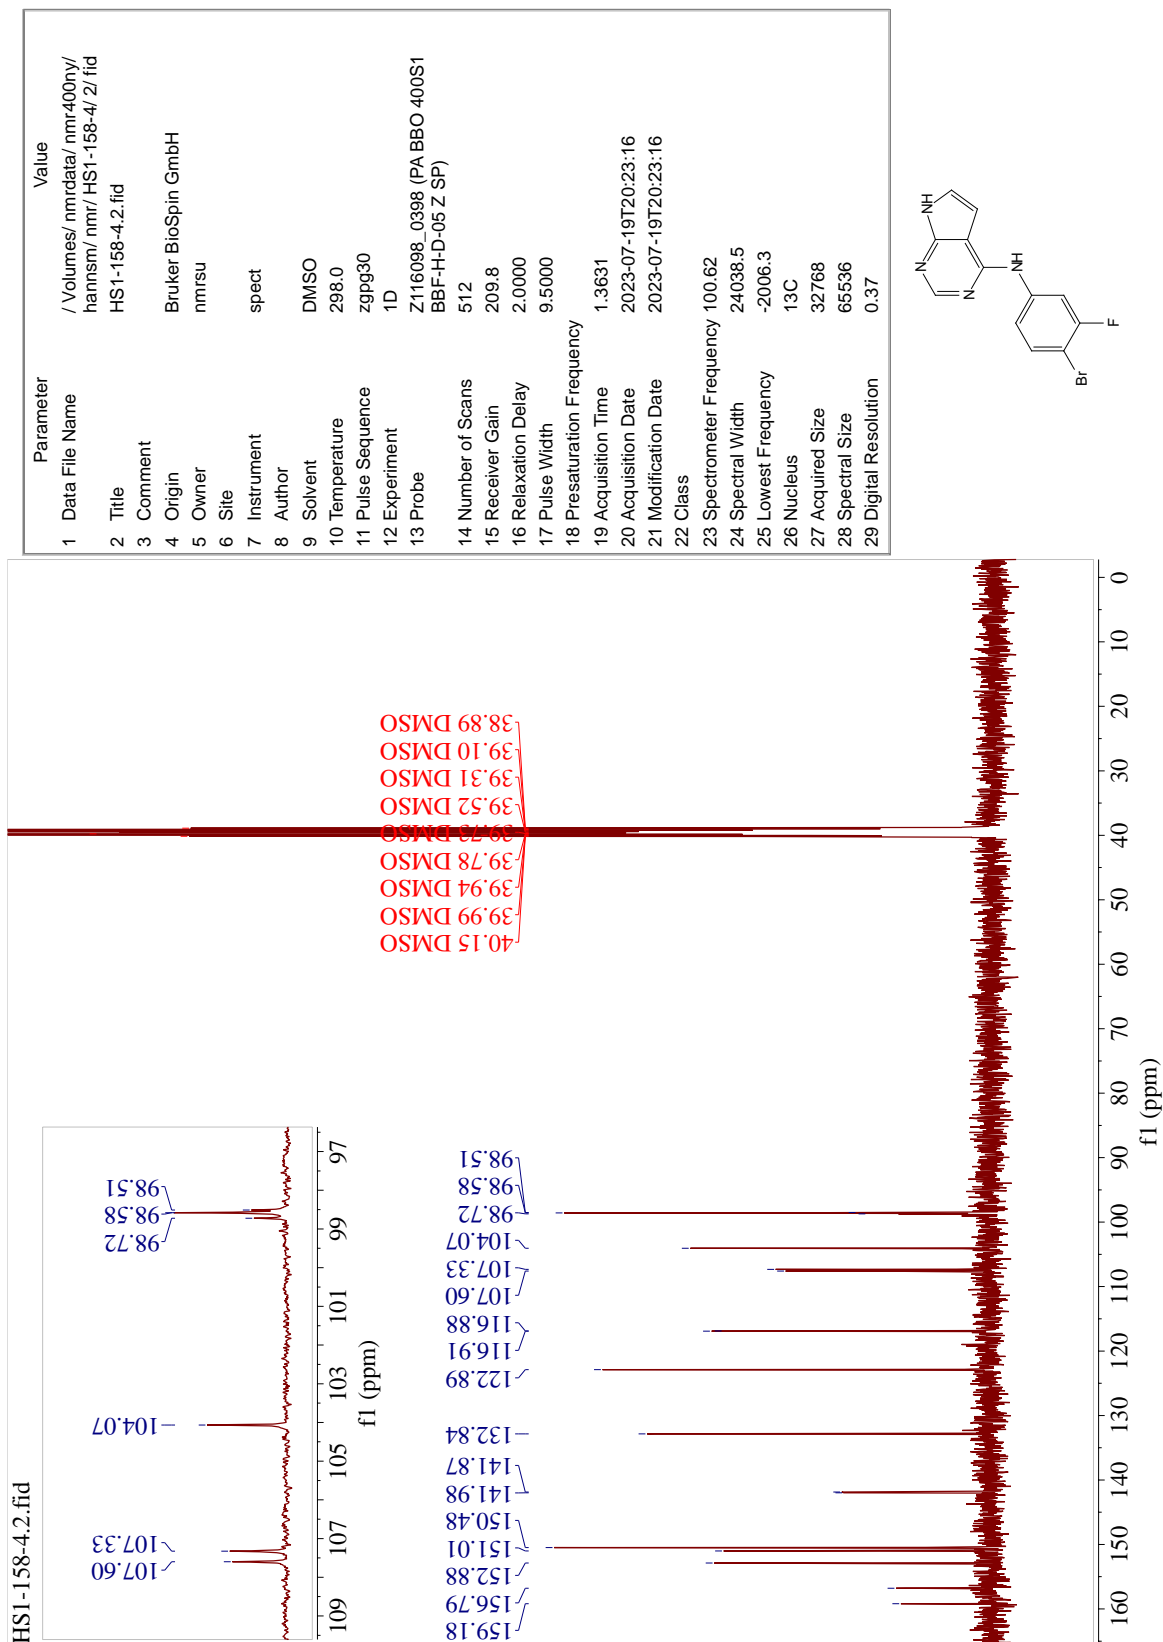 HS1-158-4.2.fid
Parameter Value
1 Data File Name / Volumes/ nmrdata/ nmr400ny/
hannsm/ nmr/ HS1-158-4/ 2/ fid
2 Title HS1-158-4.2.fid
3 Comment
4 Origin Bruker BioSpin GmbH
5 Owner nmrsu
6 Site
7 Instrument spect
8 Author
9 Solvent DMSO
10 Temperature 298.0
11 Pulse Sequence zgpg30
12 Experiment 1D
13 Probe Z116098_0398 (PA BBO 400S1
BBF-H-D-05 Z SP)
14 Number of Scans 512
15 Receiver Gain 209.8
16 Relaxation Delay 2.0000
17 Pulse Width 9.5000
18 Presaturation Frequency
19 Acquisition Time 1.3631
20 Acquisition Date 2023-07-19T20:23:16
21 Modification Date 2023-07-19T20:23:16
22 Class
23 Spectrometer Frequency 100.62
24 Spectral Width 24038.5
25 Lowest Frequency -2006.3
26 Nucleus 13C
27 Acquired Size 32768
28 Spectral Size 65536
29 Digital Resolution 0.37
N
N
NH
NH
F
Br
107.60
107.33
104.07
98.72
98.58
98.51
109 107 105 103 101 99 97
f1 (ppm)
159.18
156.79
152.88
151.01
150.48
141.98
141.87
132.84
122.89
116.91
116.88
107.60
107.33
104.07
98.72
98.58
98.51
40.15 DMSO
39.99 DMSO
39.94 DMSO
39.78 DMSO
39.73 DMSO
39.52 DMSO
39.31 DMSO
39.10 DMSO
38.89 DMSO
160 150 140 130 120 110 100 90 80 70 60 50 40 30 20 10 0
f1 (ppm)